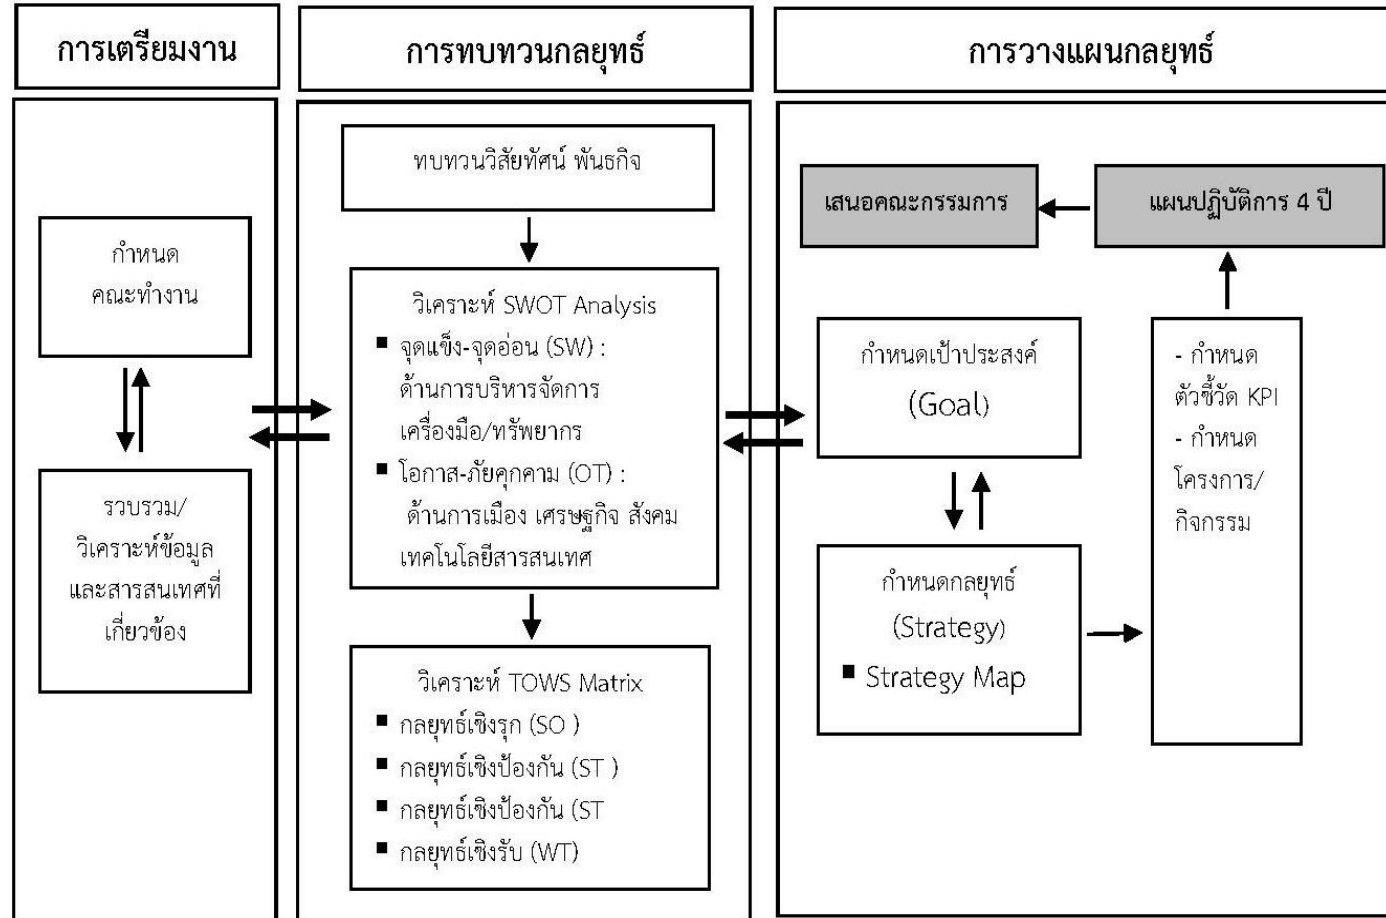 การเตรียมงาน
กำหนด
คณะทำงาน
รวบรวม/
วิเคราะห์ข้อมูล
และสารสนเทศที่
เกี่ยวข้อง
การทบทวนกลยุทธ์
ทบทวนวิสัยทัศน์ พันธกิจ
วิเคราะห์ SWOT Analysis
■ จุดแข็ง-จุดอ่อน (SW) :
ด้านการบริหารจัดการ
เครื่องมือ/ทรัพยากร
■ โอกาส-ภัยคุกคาม (OT) :
ด้านการเมือง เศรษฐกิจ สังคม
เทคโนโลยีสารสนเทศ
วิเคราะห์ TOWS Matrix
■ กลยุทธ์เชิงรุก (SO )
■ กลยุทธ์เชิงป้องกัน (ST )
■ กลยุทธ์เชิงป้องกัน (ST
■ กลยุทธ์เชิงรับ (WT)
การวางแผนกลยุทธ์
เสนอคณะกรรมการ
แผนปฏิบัติการ 4 ปี
กำหนดเป้าประสงค์
(Goal)
กำหนดกลยุทธ์
(Strategy)
■ Strategy Map
- กำหนด
ตัวชี้วัด KPI
- กำหนด
โครงการ/
กิจกรรม